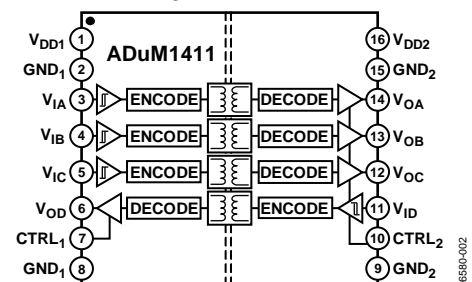 ADuM1411
VDD1 1 16 VDD2
GND1 2 15 GND2
VIA 3 ENCODE DECODE 14 VOA
VIB 4 ENCODE DECODE 13 VOB
VIC 5 ENCODE DECODE 12 VOC
VOD 6 DECODE ENCODE 11 VID
CTRL1 7 10 CTRL2
GND1 8 9 GND2
6580-002